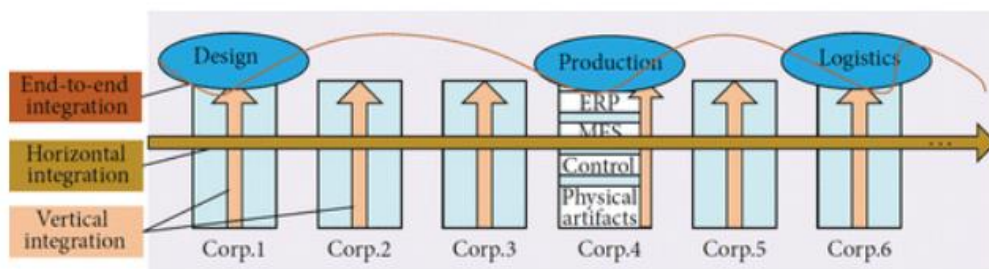 Design
Production
Logistics
End-to-end
integration
ERP
MES
Horizontal
integration
...
Control
Physical
artifacts
Vertical
integration
Corp.1
Corp.2
Corp.3
Corp.4
Corp.5
Corp.6